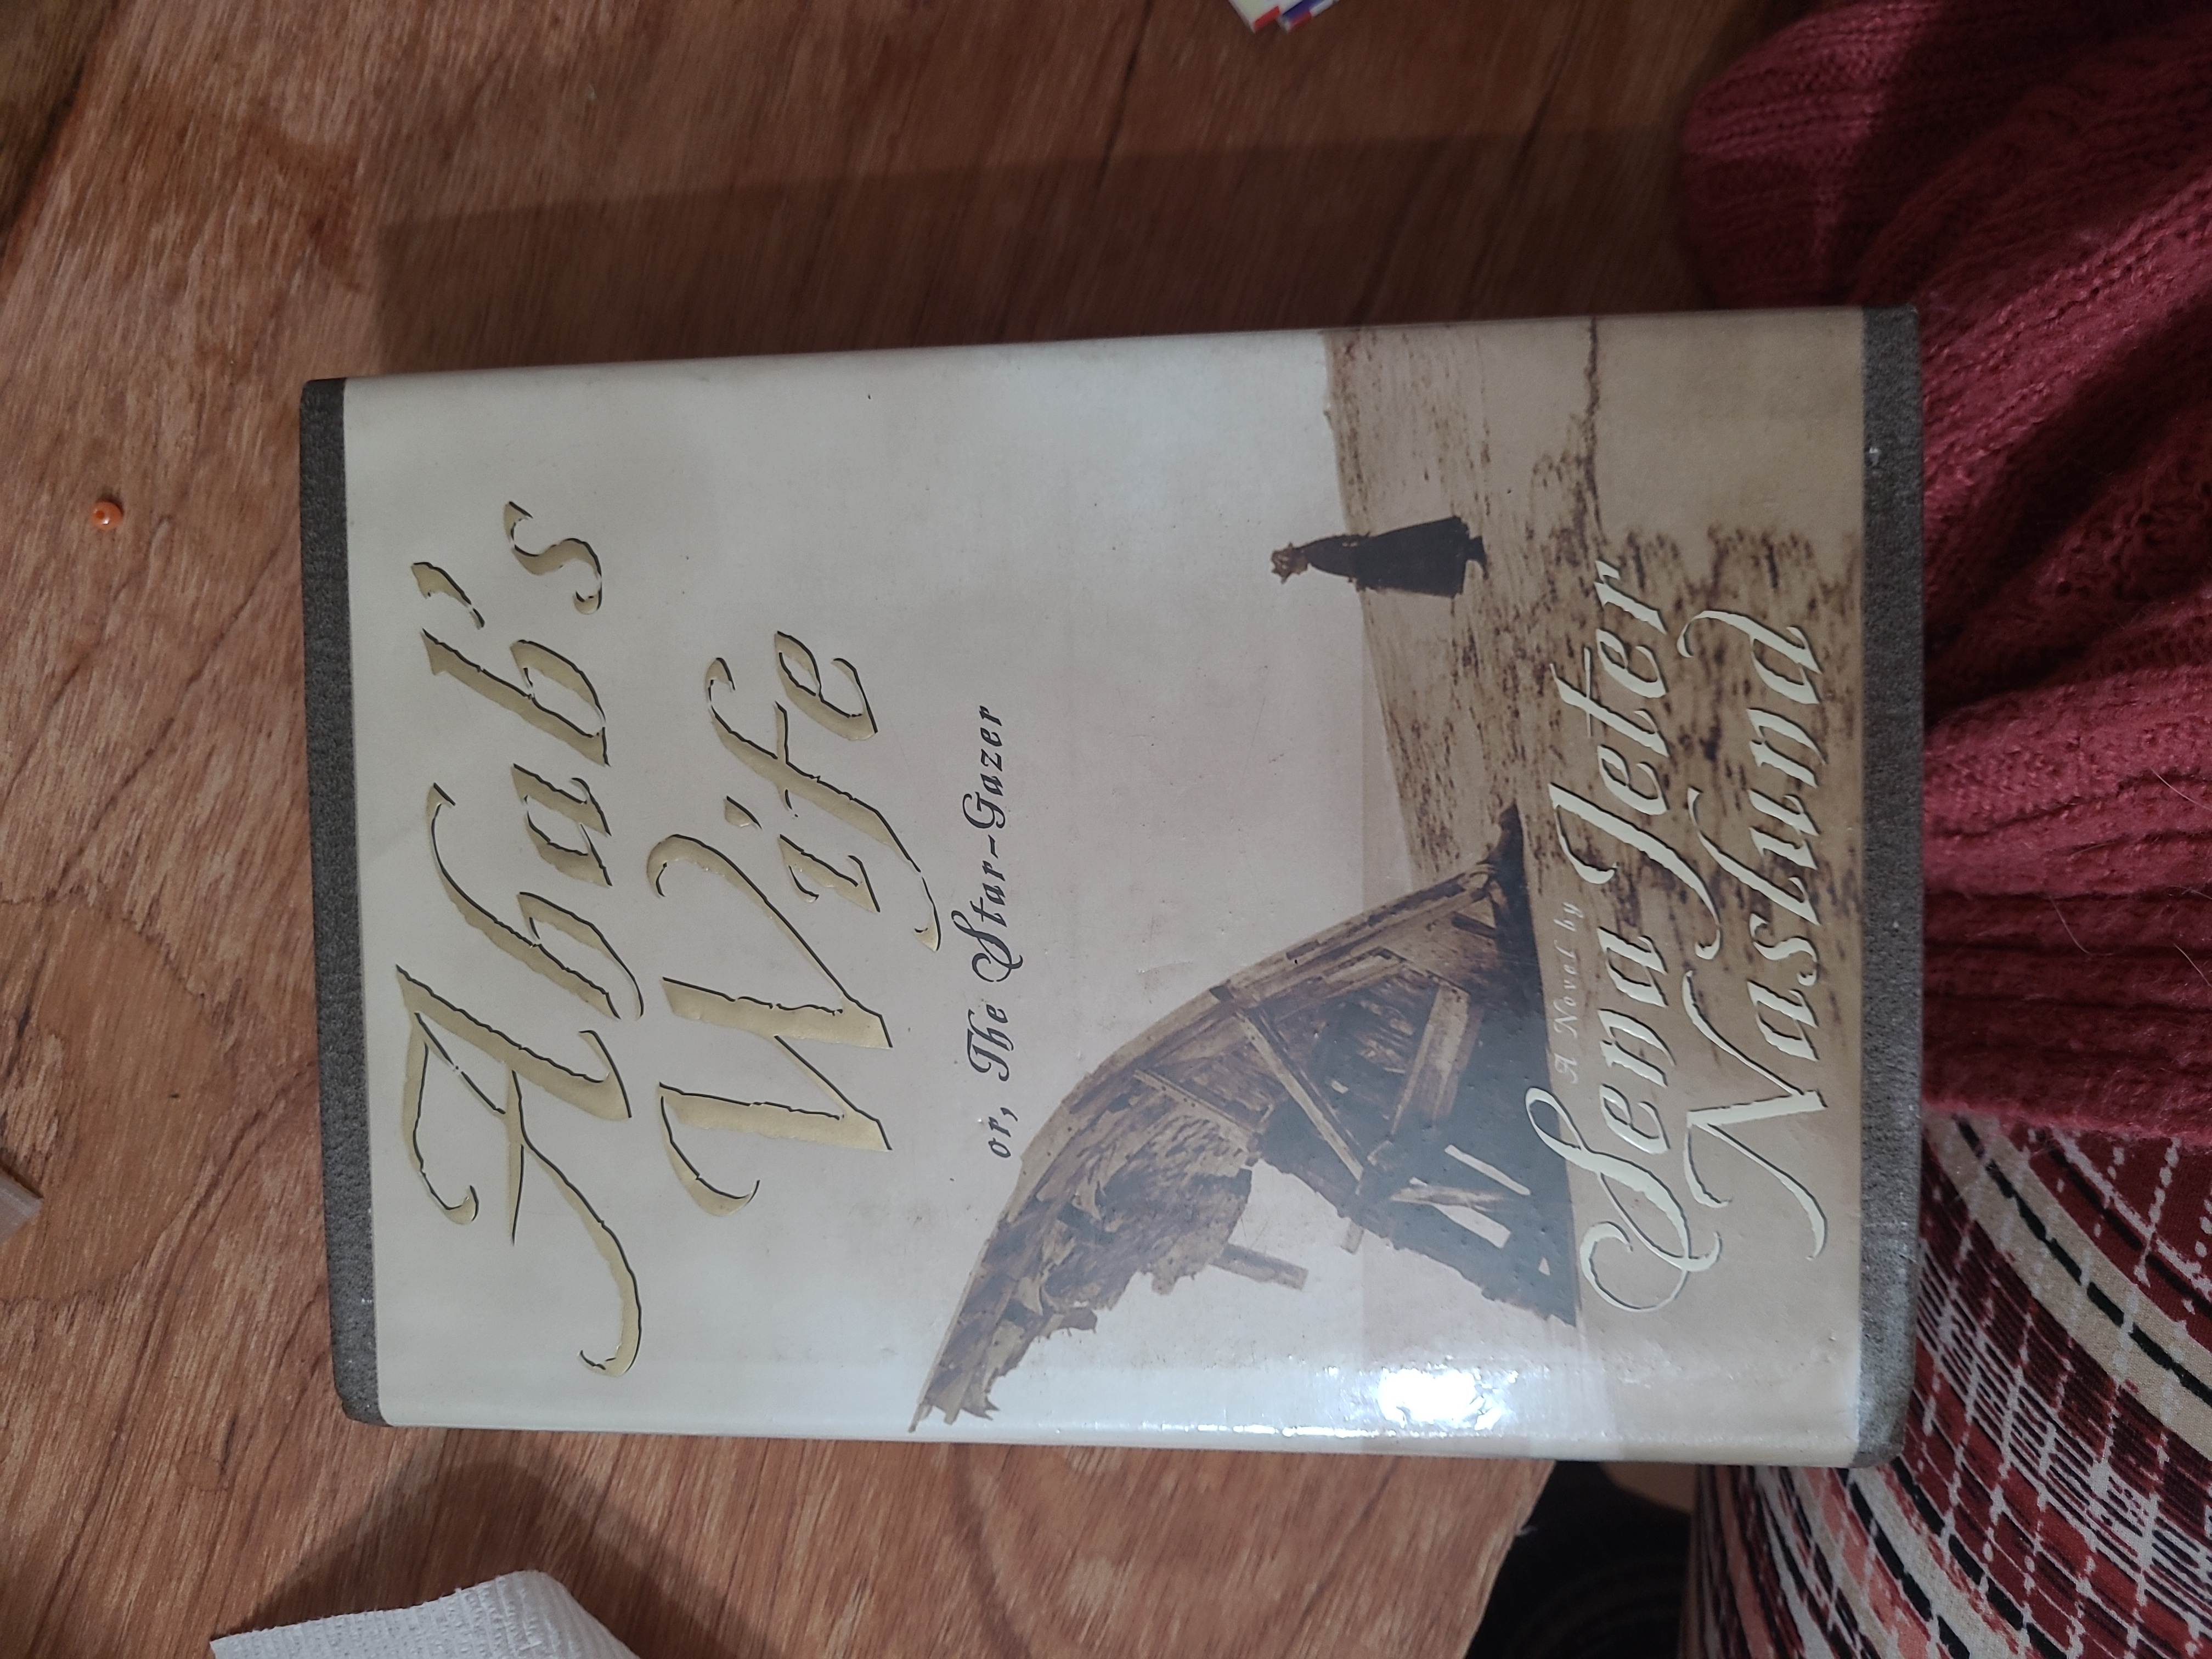 Ahab's
Wife
or, The Star-Gazer
A Novel by
Sena Jeter
Naslund